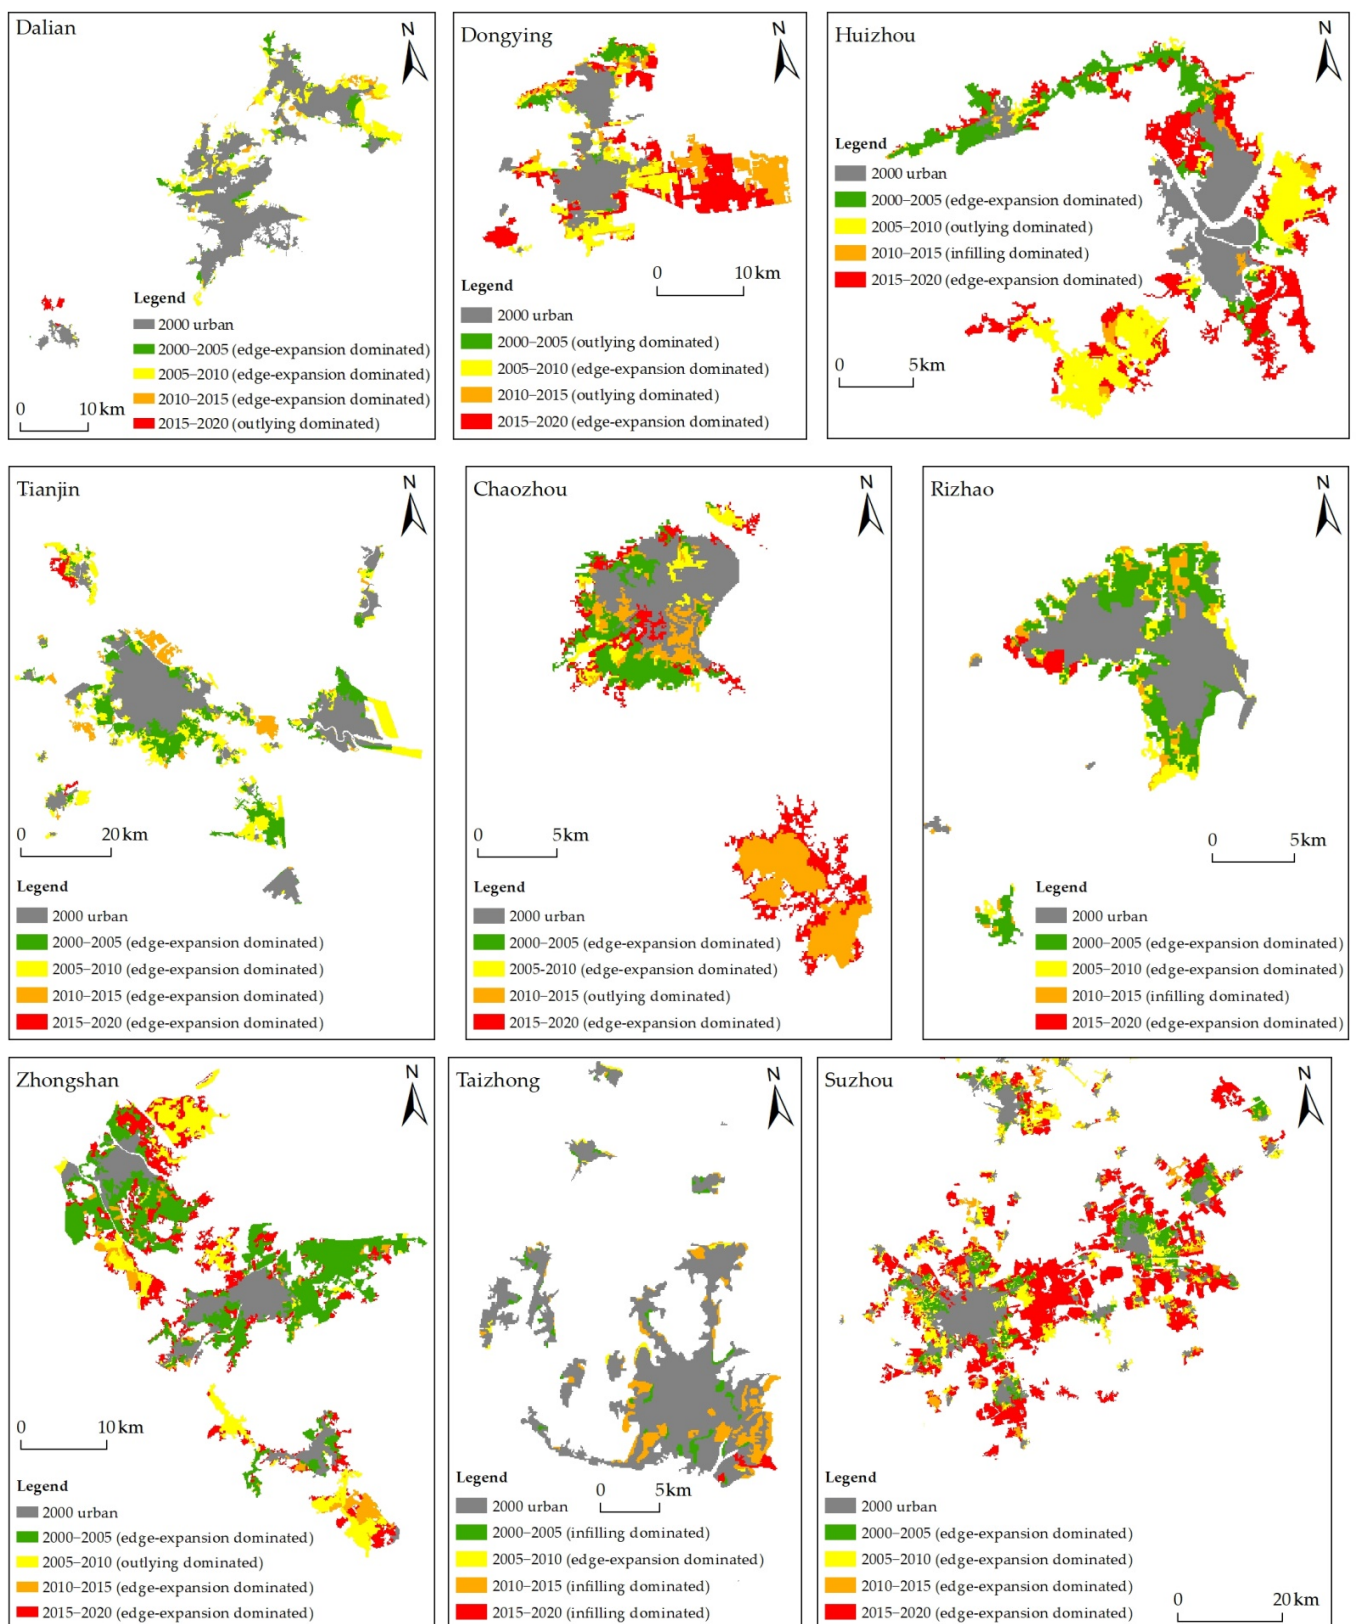 Dalian
N
Legend
2000 urban
2000–2005 (edge-expansion dominated)
2005–2010 (edge-expansion dominated)
2010–2015 (edge-expansion dominated)
2015–2020 (outlying dominated)
0 10 km
Dongying
N
0 10 km
Legend
2000 urban
2000–2005 (outlying dominated)
2005–2010 (edge-expansion dominated)
2010–2015 (outlying dominated)
2015–2020 (edge-expansion dominated)
Huizhou
N
Legend
2000 urban
2000–2005 (edge-expansion dominated)
2005–2010 (outlying dominated)
2010–2015 (infilling dominated)
2015–2020 (edge-expansion dominated)
0 5 km
Tianjin
N
0 20 km
Legend
2000 urban
2000–2005 (edge-expansion dominated)
2005–2010 (edge-expansion dominated)
2010–2015 (edge-expansion dominated)
2015–2020 (edge-expansion dominated)
Chaozhou
N
0 5 km
Legend
2000 urban
2000–2005 (edge-expansion dominated)
2005-2010 (edge-expansion dominated)
2010–2015 (outlying dominated)
2015–2020 (edge-expansion dominated)
Rizhao
N
0 5 km
Legend
2000 urban
2000–2005 (edge-expansion dominated)
2005–2010 (edge-expansion dominated)
2010–2015 (infilling dominated)
2015–2020 (edge-expansion dominated)
Zhongshan
N
0 10 km
Legend
2000 urban
2000–2005 (edge-expansion dominated)
2005–2010 (outlying dominated)
2010–2015 (edge-expansion dominated)
2015–2020 (edge-expansion dominated)
Taizhong
N
Legend
0 5 km
2000 urban
2000–2005 (infilling dominated)
2005–2010 (edge-expansion dominated)
2010–2015 (infilling dominated)
2015–2020 (infilling dominated)
Suzhou
N
Legend
2000 urban
2000–2005 (edge-expansion dominated)
2005–2010 (edge-expansion dominated)
2010–2015 (edge-expansion dominated)
2015–2020 (edge-expansion dominated)
0 20 km